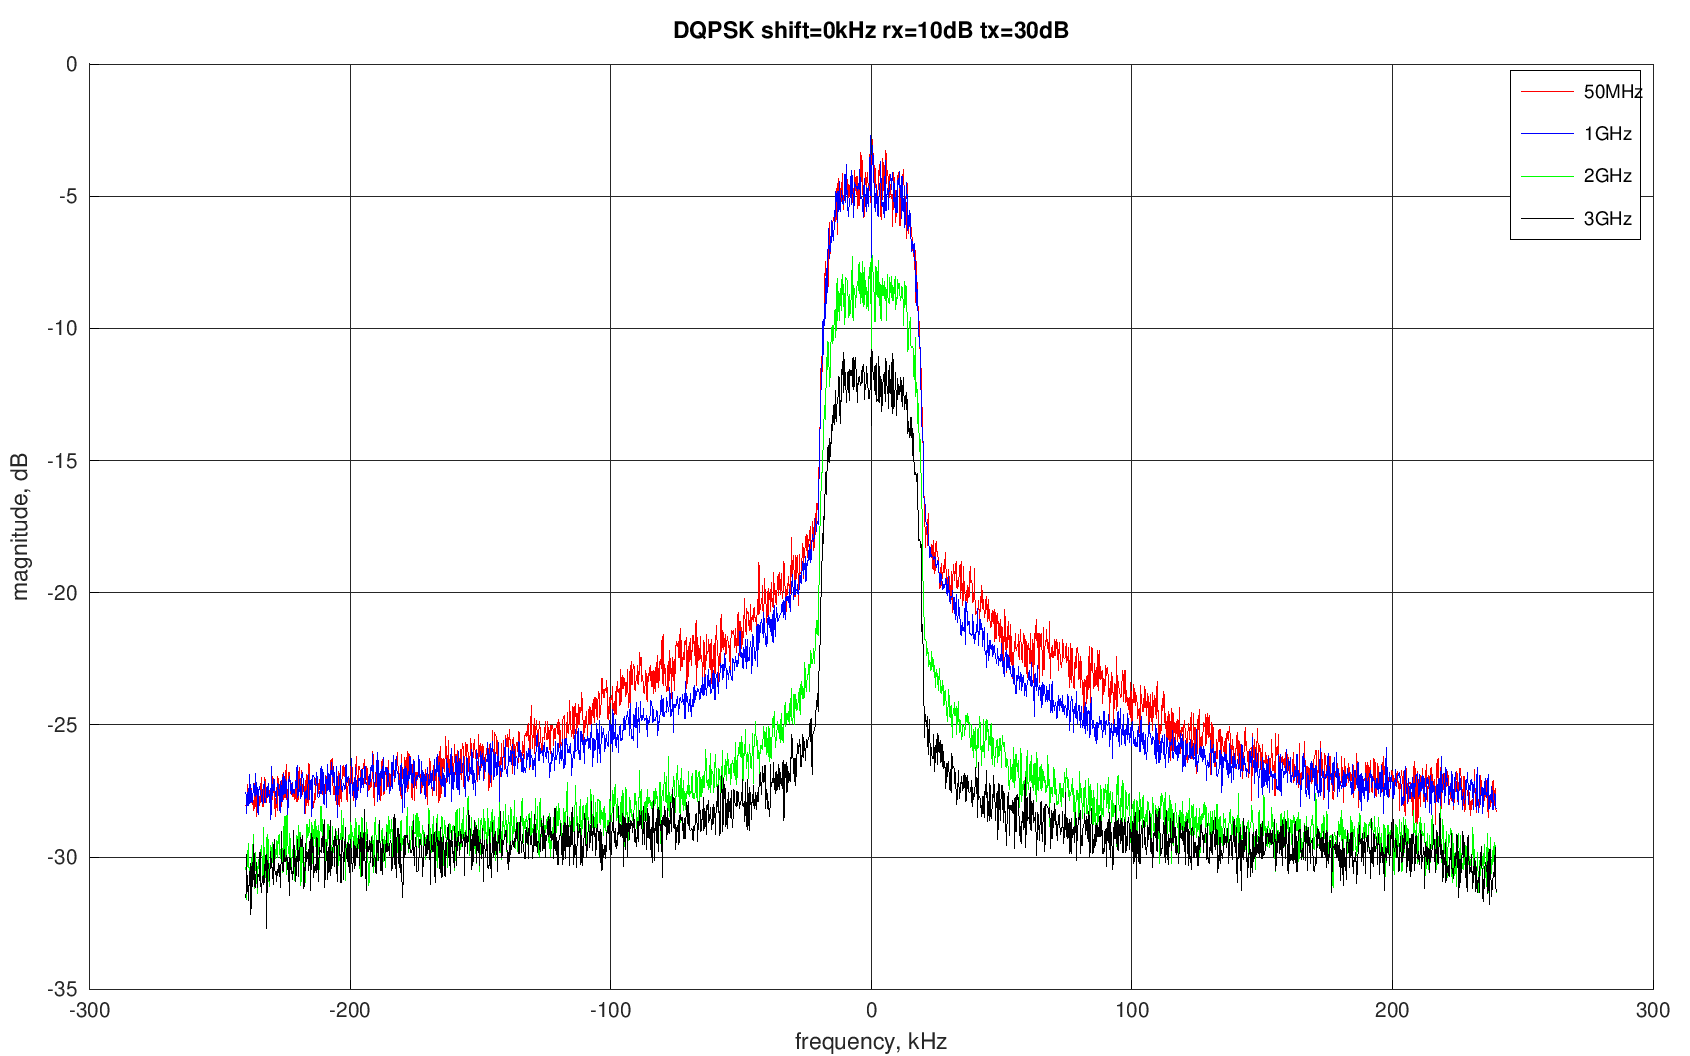 DQPSK shift=0kHz rx=10dB tx=30dB
0
-5
-10
-15
-20
-25
-30
-35
magnitude, dB
-300
-200
-100
0
100
200
300
frequency, kHz
50MHz
1GHz
2GHz
3GHz